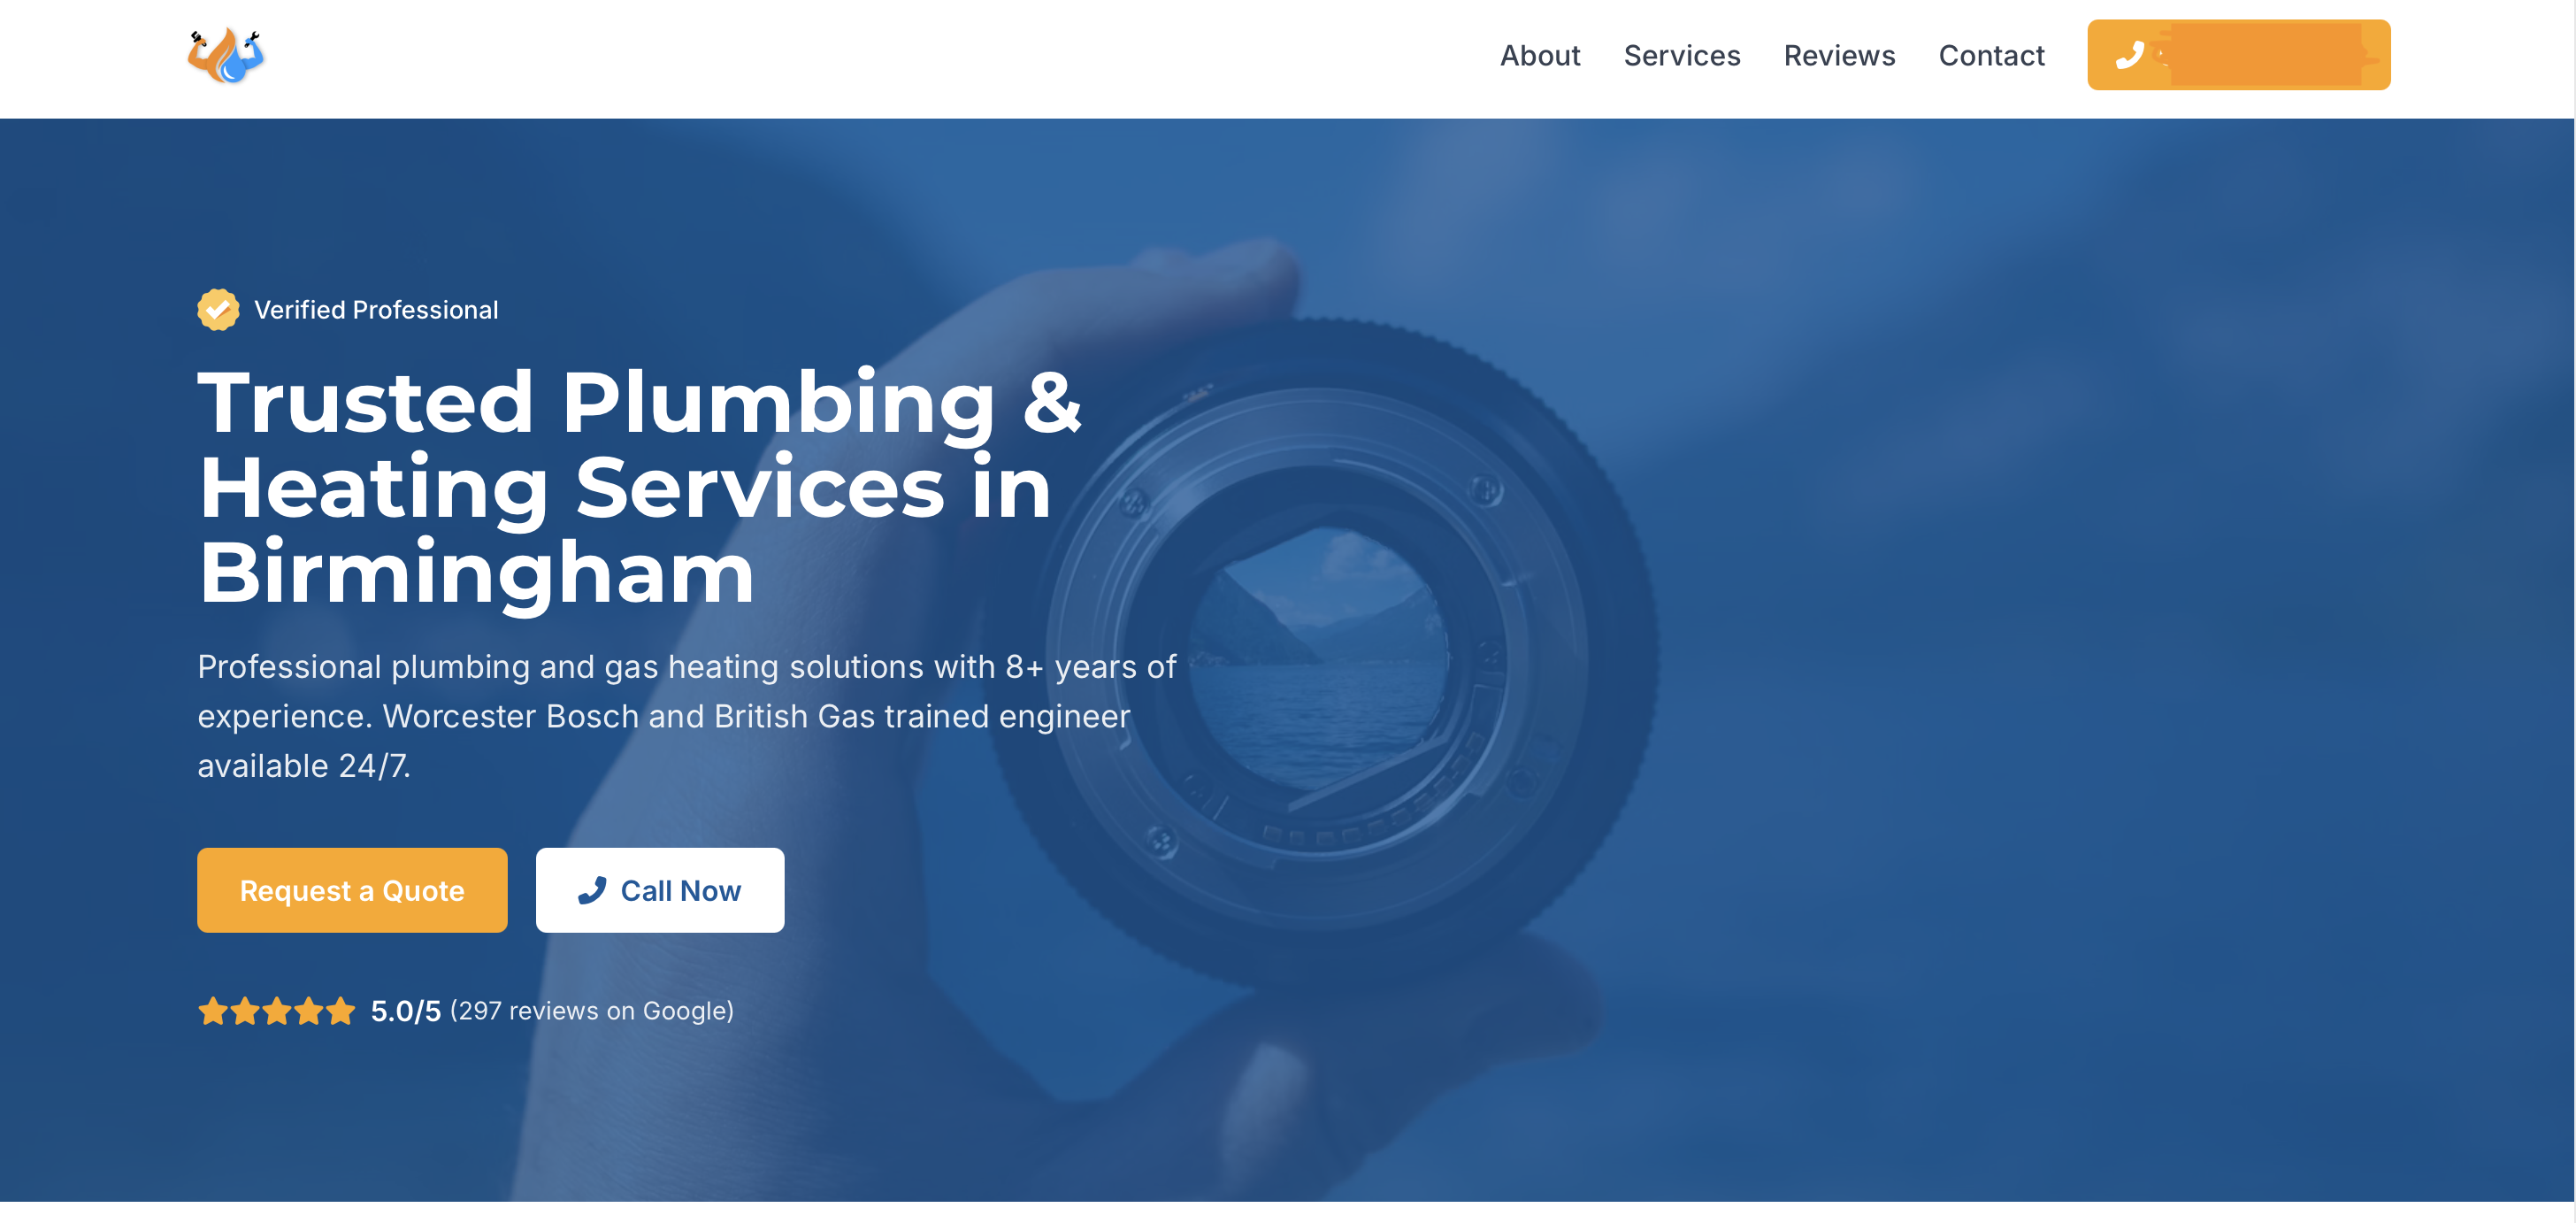 About
Services
Reviews
Contact
Verified Professional
Trusted Plumbing &
Heating Services in
Birmingham
Professional plumbing and gas heating solutions with 8+ years of
experience. Worcester Bosch and British Gas trained engineer
available 24/7.
Request a Quote
Call Now
5.0/5 (297 reviews on Google)